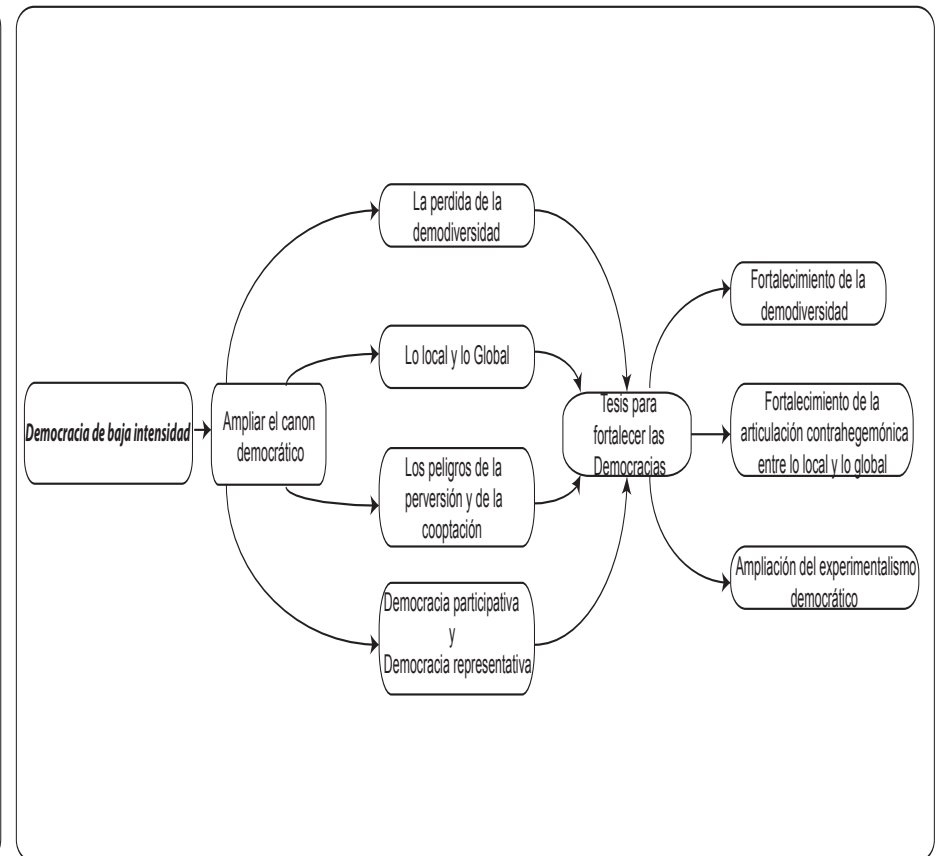 Democracia de baja intensidad
Ampliar el canon
democrático
La perdida de la
demodiversidad
Lo local y lo Global
Los peligros de la
perversión y de la
cooptación
Democracia participativa
y
Democracia representativa
Tesis para
fortalecer las
Democracias
Fortalecimiento de la
demodiversidad
Fortalecimiento de la
articulación contrahegemónica
entre lo local y lo global
Ampliación del experimentalismo
democrático